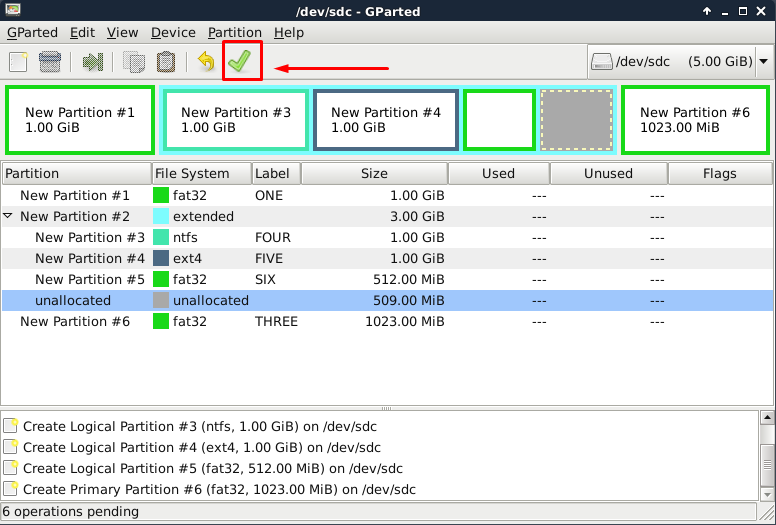 /dev/sdc - GParted
GParted Edit View Device Partition Help
/dev/sdc (5.00 GiB)
New Partition #1
1.00 GiB
New Partition #3
1.00 GiB
New Partition #4
1.00 GiB
New Partition #6
1023.00 MiB
Partition File System Label Size Used Unused Flags
New Partition #1 fat32 ONE 1.00 GiB --- ---
New Partition #2 extended 3.00 GiB --- ---
New Partition #3 ntfs FOUR 1.00 GiB --- ---
New Partition #4 ext4 FIVE 1.00 GiB --- ---
New Partition #5 fat32 SIX 512.00 MiB --- ---
unallocated unallocated 509.00 MiB --- ---
New Partition #6 fat32 THREE 1023.00 MiB --- ---
Create Logical Partition #3 (ntfs, 1.00 GiB) on /dev/sdc
Create Logical Partition #4 (ext4, 1.00 GiB) on /dev/sdc
Create Logical Partition #5 (fat32, 512.00 MiB) on /dev/sdc
Create Primary Partition #6 (fat32, 1023.00 MiB) on /dev/sdc
6 operations pending